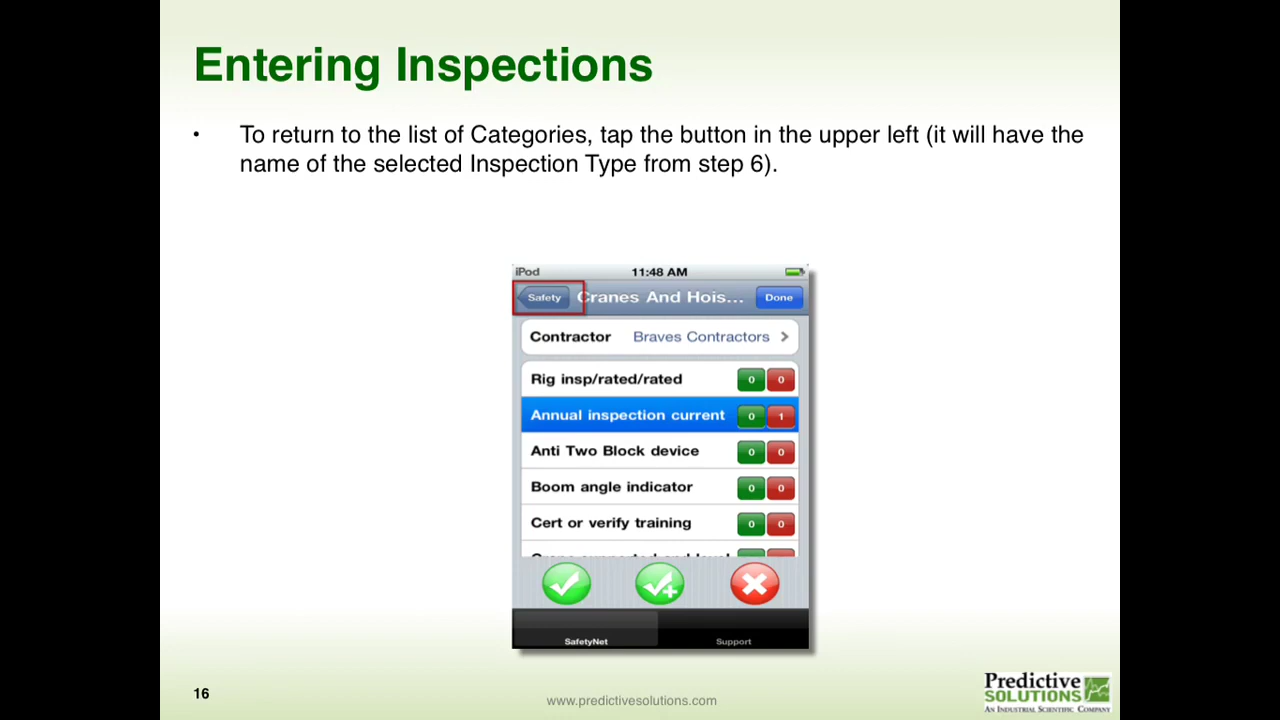 Entering Inspections
• To return to the list of Categories, tap the button in the upper left (it will have the
name of the selected Inspection Type from step 6).
iPod 11:48 AM
Safety Cranes And Hois... Done
Contractor Braves Contractors
Rig insp/rated/rated 0 0
Annual inspection current 0 1
Anti Two Block device 0 0
Boom angle indicator 0 0
Cert or verify training 0 0
SafetyNet Support
16
www.predictivesolutions.com
Predictive
SOLUTIONS
AN INDUSTRIAL SCIENTIFIC COMPANY